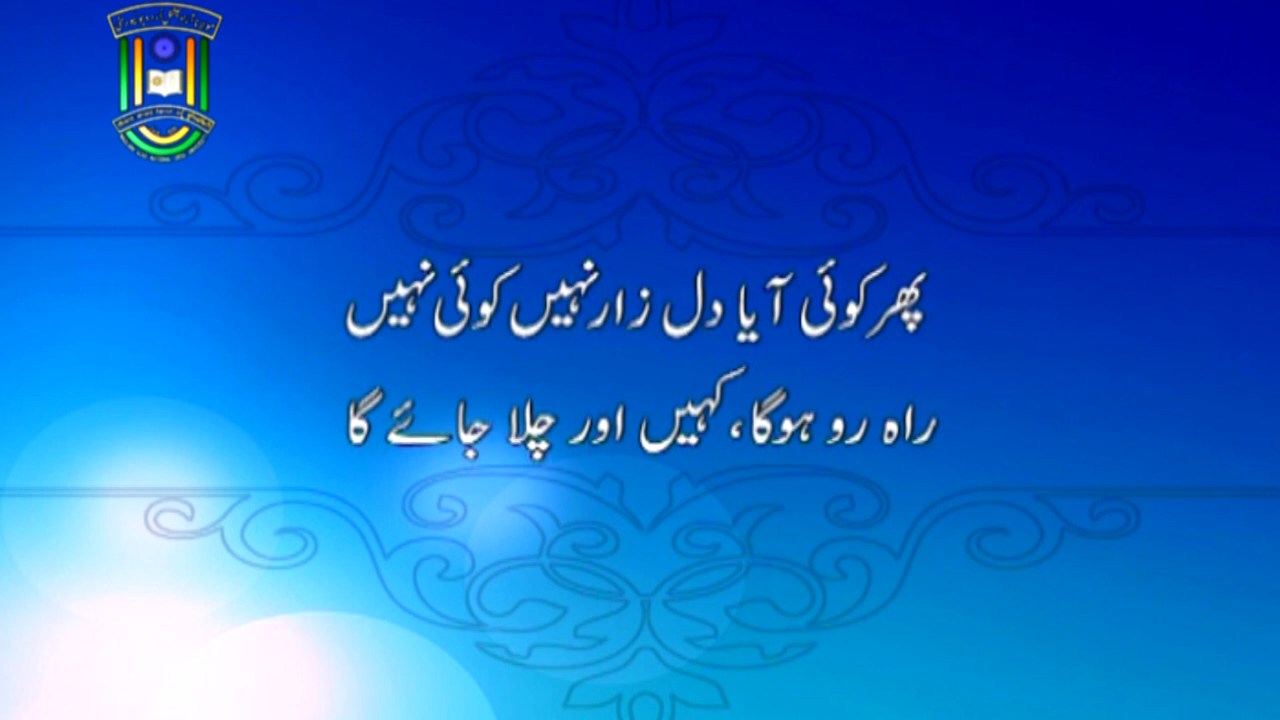 پھر کوئی آیا دل زار نہیں کوئی نہیں
راہ رو ہوگا، کہیں اور چلا جائے گا